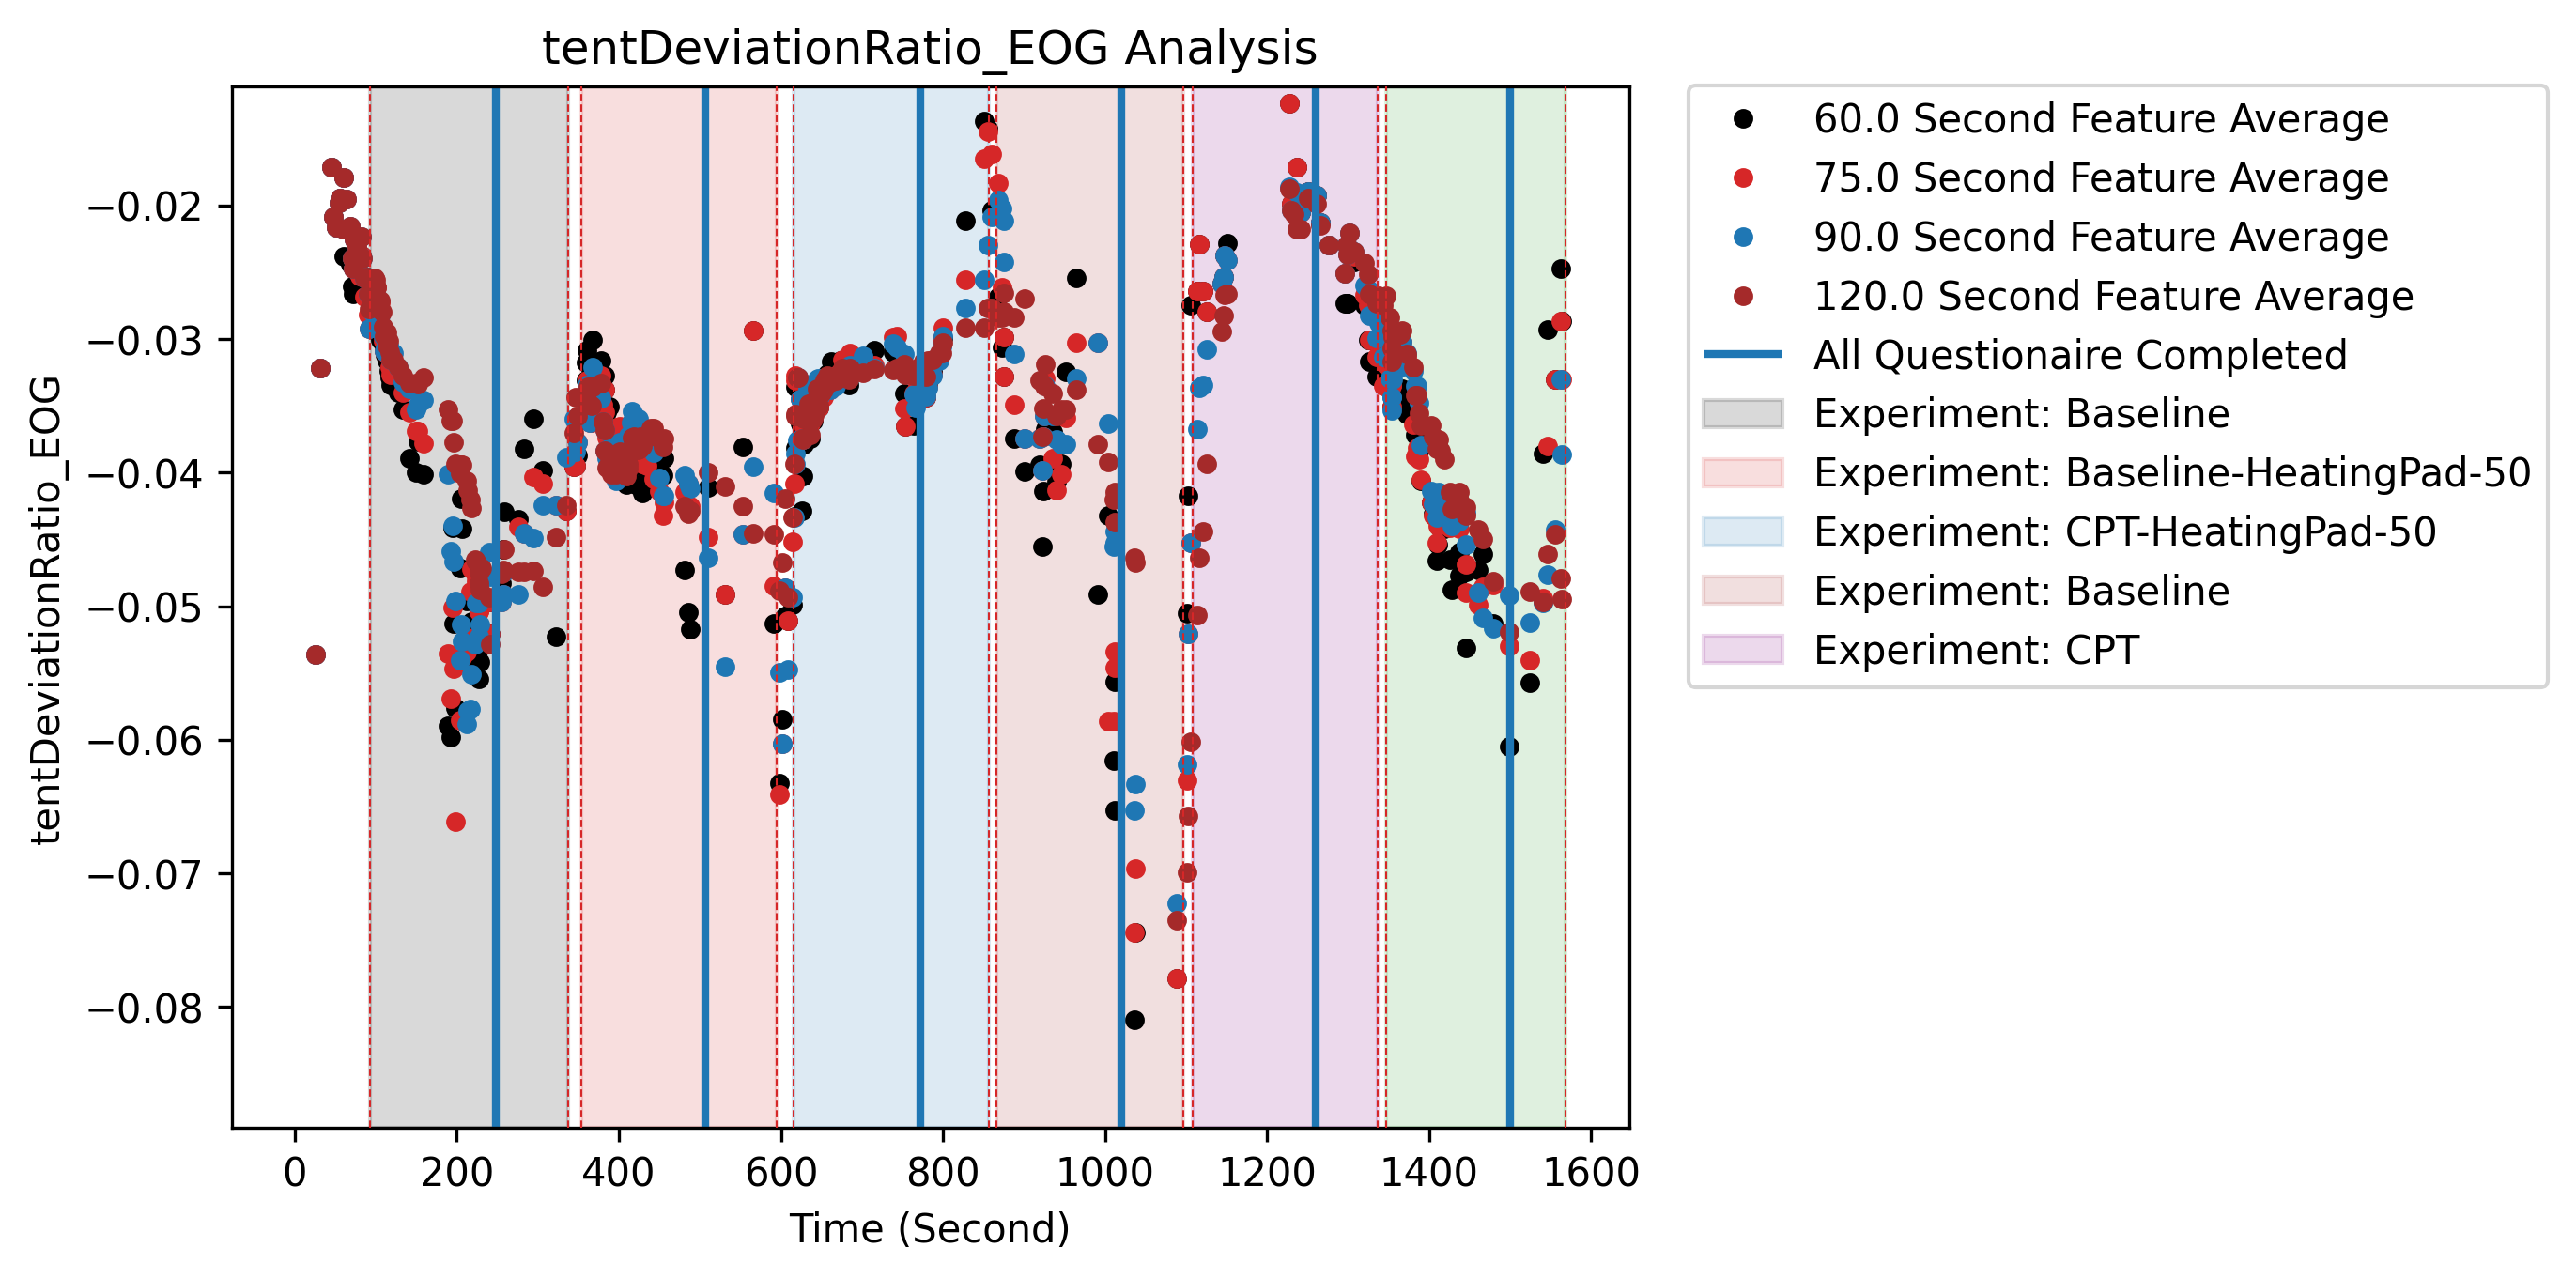 tentDeviationRatio_EOG Analysis
tentDeviationRatio_EOG
−0.02
−0.03
−0.04
−0.05
−0.06
−0.07
−0.08
0 200 400 600 800 1000 1200 1400 1600
Time (Second)
60.0 Second Feature Average
75.0 Second Feature Average
90.0 Second Feature Average
120.0 Second Feature Average
All Questionaire Completed
Experiment: Baseline
Experiment: Baseline-HeatingPad-50
Experiment: CPT-HeatingPad-50
Experiment: Baseline
Experiment: CPT